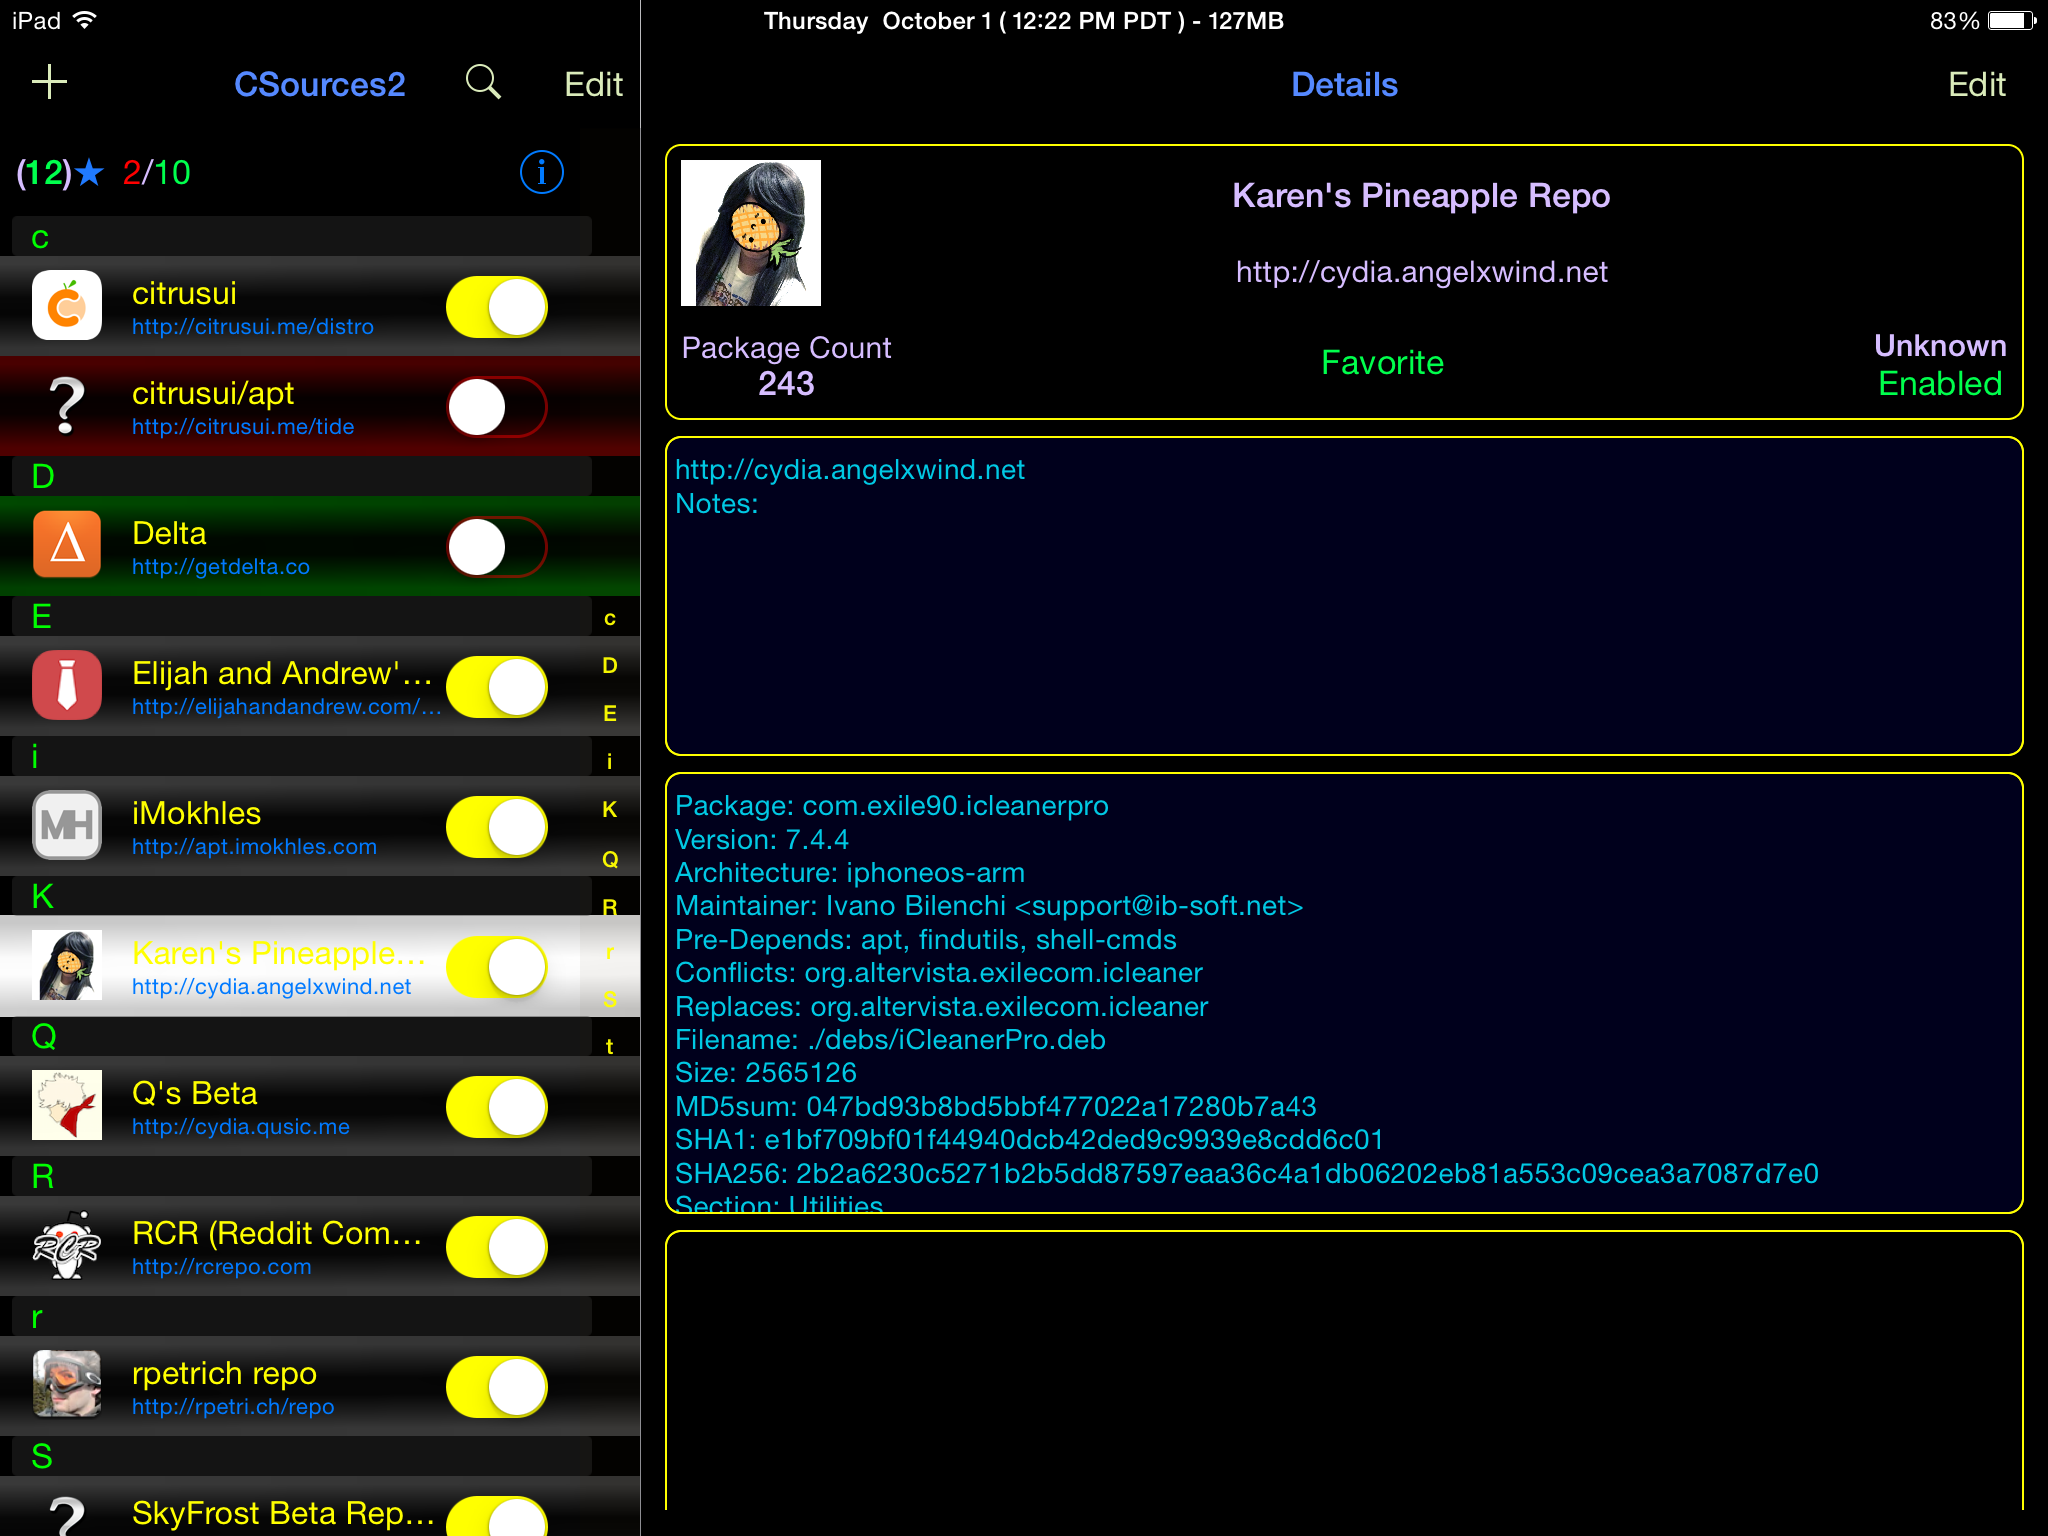 iPad
Thursday October 1 ( 12:22 PM PDT ) - 127MB
83%
CSources2
Edit
(12)★ 2/10
i
c
citrusui
http://citrusui.me/distro
?
citrusui/apt
http://citrusui.me/tide
D
Δ
Delta
http://getdelta.co
E
Elijah and Andrew'...
http://elijahandandrew.com/...
i
MH
iMokhles
http://apt.imokhles.com
K
Karen's Pineapple...
http://cydia.angelxwind.net
Q
Q's Beta
http://cydia.qusic.me
R
RCR
RCR (Reddit Com...
http://rcrepo.com
r
rpetrich repo
http://rpetri.ch/repo
S
?
SkyFrost Beta Rep...
c
D
E
i
K
Q
R
r
S
t
Details
Edit
Karen's Pineapple Repo
http://cydia.angelxwind.net
Package Count
243
Favorite
Unknown
Enabled
http://cydia.angelxwind.net
Notes:
Package: com.exile90.icleanerpro
Version: 7.4.4
Architecture: iphoneos-arm
Maintainer: Ivano Bilenchi <support@ib-soft.net>
Pre-Depends: apt, findutils, shell-cmds
Conflicts: org.altervista.exilecom.icleaner
Replaces: org.altervista.exilecom.icleaner
Filename: ./debs/iCleanerPro.deb
Size: 2565126
MD5sum: 047bd93b8bd5bbf477022a17280b7a43
SHA1: e1bf709bf01f44940dcb42ded9c9939e8cdd6c01
SHA256: 2b2a6230c5271b2b5dd87597eaa36c4a1db06202eb81a553c09cea3a7087d7e0
Section: Utilities